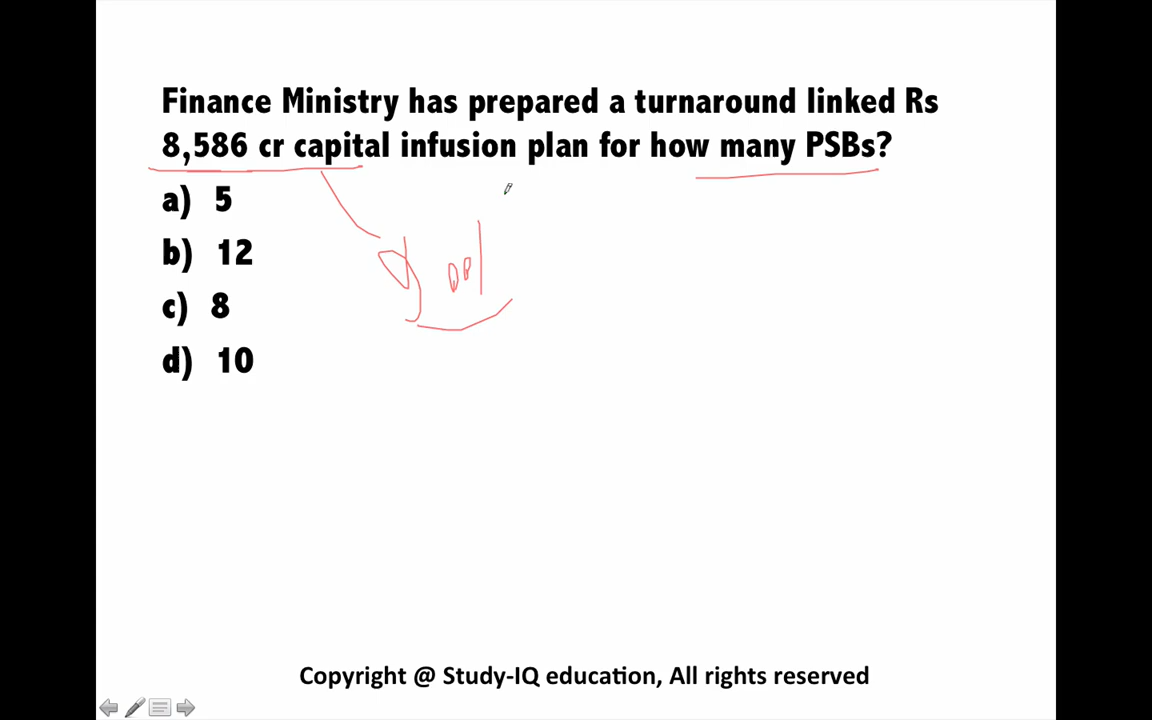 Finance Ministry has prepared a turnaround linked Rs
8,586 cr capital infusion plan for how many PSBs?
a) 5
b) 12
c) 8
d) 10
Copyright @ Study-IQ education, All rights reserved